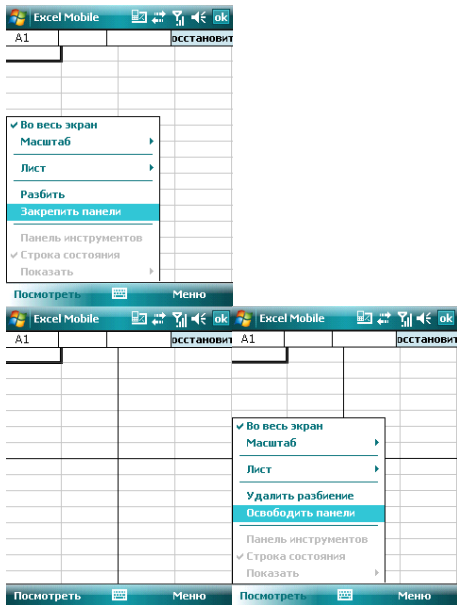 Excel Mobile ok
A1 осстановит
Во весь экран
Масштаб
Лист
Разбить
Закрепить панели
Панель инструментов
Строка состояния
Показать
Посмотреть Меню
Excel Mobile ok
A1 осстановит
Посмотреть Меню
Excel Mobile ok
A1 осстановит
Во весь экран
Масштаб
Лист
Удалить разбиение
Освободить панели
Панель инструментов
Строка состояния
Показать
Посмотреть Меню